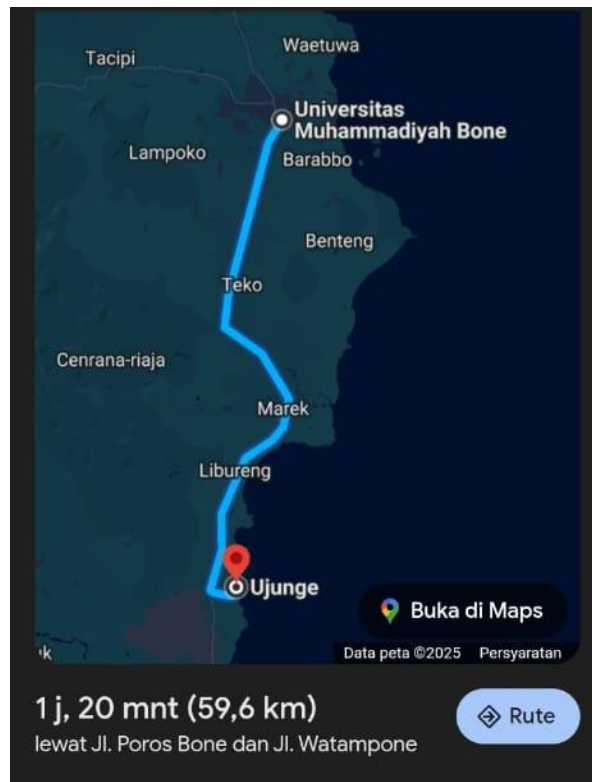 Waetuwa
Tacipi
Universitas
Muhammadiyah Bone
Lampoko
Barabbo
Benteng
Teko
Cenrana-riaja
Marek
Libureng
Ujunge
Buka di Maps
k
Data peta ©2025 Persyaratan
1 j, 20 mnt (59,6 km)
Rute
lewat Jl. Poros Bone dan Jl. Watampone